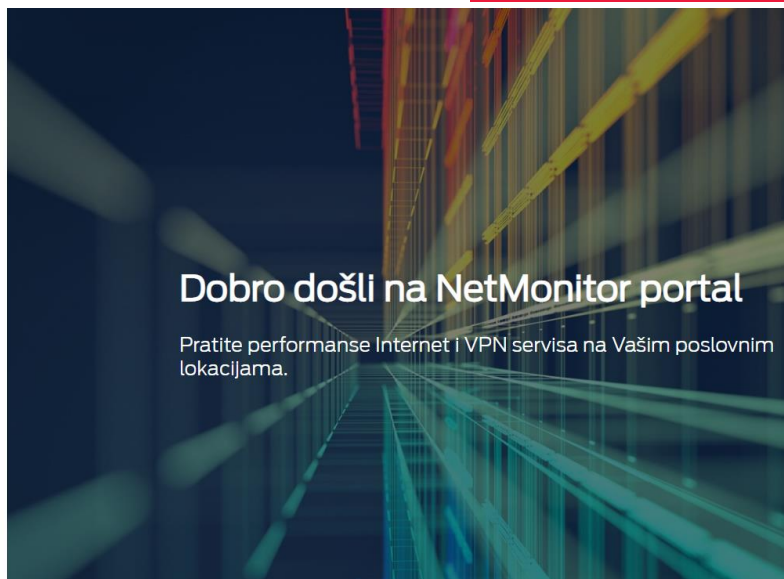 Dobro došli na NetMonitor portal
Pratite performanse Internet i VPN servisa na Vašim poslovnim
lokacijama.